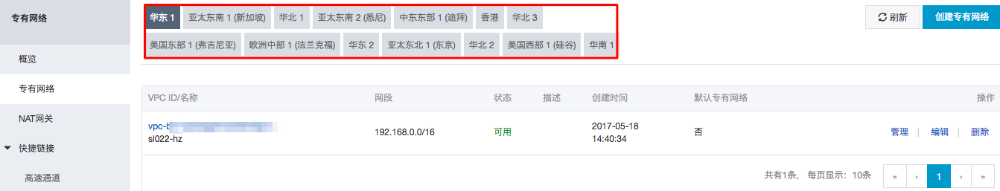 专有网络
概览
专有网络
NAT网关
快捷链接
高速通道
华东 1 亚太东南 1 (新加坡) 华北 1 亚太东南 2 (悉尼) 中东东部 1 (迪拜) 香港 华北 3
美国东部 1 (弗吉尼亚) 欧洲中部 1 (法兰克福) 华东 2 亚太东北 1 (东京) 华北 2 美国西部 1 (硅谷) 华南 1
刷新 创建专有网络
VPC ID/名称 网段 状态 描述 创建时间 默认专有网络 操作
vpc-b
sl022-hz
192.168.0.0/16 可用
2017-05-18
14:40:34
否 管理 | 编辑 | 删除
共有1条, 每页显示: 10条 « ‹ 1 › »